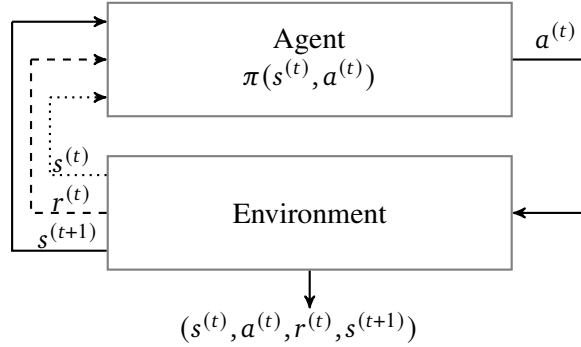 Agent
π(s⁽ᵗ⁾, a⁽ᵗ⁾)
a⁽ᵗ⁾
s⁽ᵗ⁾
r⁽ᵗ⁾
s⁽ᵗ⁺¹⁾
Environment
(s⁽ᵗ⁾, a⁽ᵗ⁾, r⁽ᵗ⁾, s⁽ᵗ⁺¹⁾)